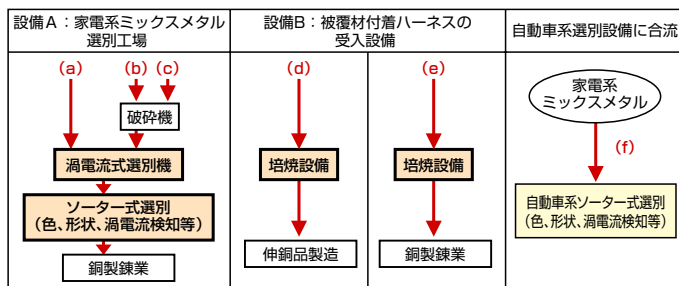 設備A：家電系ミックスメタル
選別工場
設備B：被覆材付着ハーネスの
受入設備
自動車系選別設備に合流
(a)
(b)
(c)
(d)
(e)
家電系
ミックスメタル
破砕機
(f)
渦電流式選別機
焙焼設備
焙焼設備
ソーター式選別
(色、形状、渦電流検知等)
自動車系ソーター式選別
(色、形状、渦電流検知等)
銅製錬業
伸銅品製造
銅製錬業